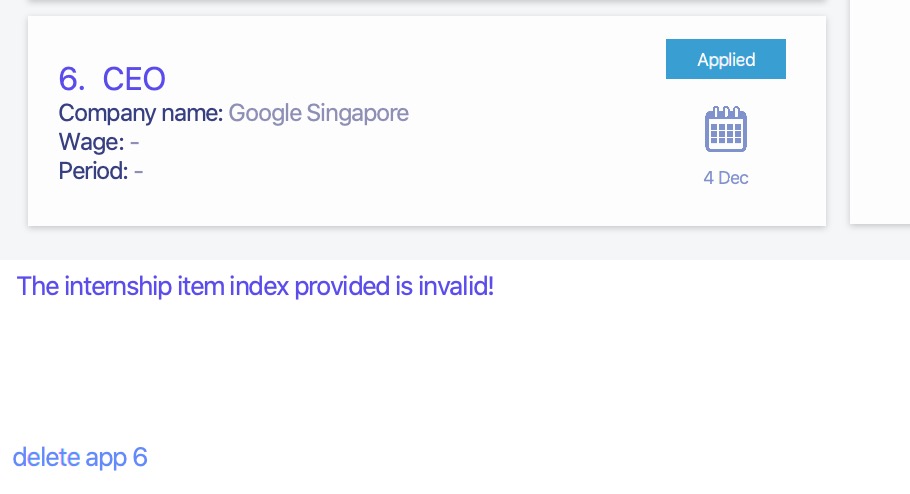 6. CEO
Applied
Company name: Google Singapore
Wage: -
Period: -
4 Dec
The internship item index provided is invalid!
delete app 6